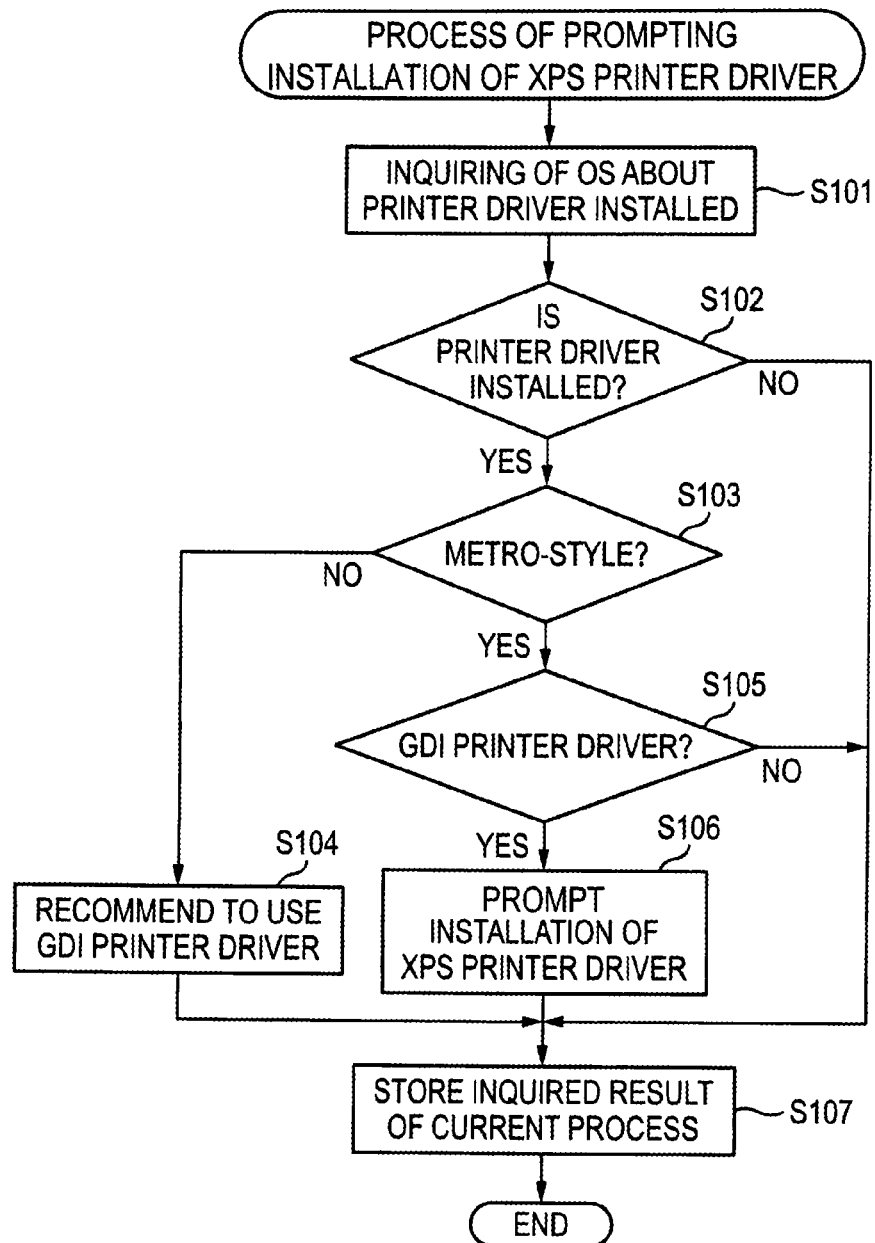 PROCESS OF PROMPTING
INSTALLATION OF XPS PRINTER DRIVER
INQUIRING OF OS ABOUT
PRINTER DRIVER INSTALLED
S101
S102
IS
PRINTER DRIVER
INSTALLED?
NO
YES
S103
METRO-STYLE?
NO
YES
S105
GDI PRINTER DRIVER?
NO
YES
S104
RECOMMEND TO USE
GDI PRINTER DRIVER
S106
PROMPT
INSTALLATION OF
XPS PRINTER DRIVER
STORE INQUIRED RESULT
OF CURRENT PROCESS
S107
END